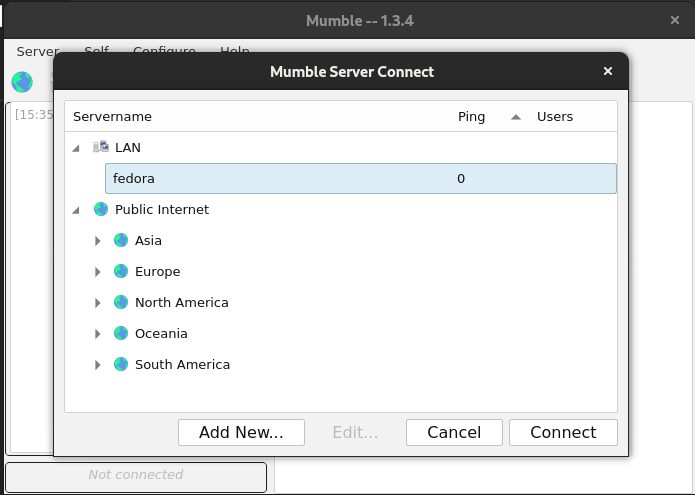 Mumble -- 1.3.4
Server Self Configure Help
Mumble Server Connect
[15:35
Servername Ping Users
LAN
fedora 0
Public Internet
Asia
Europe
North America
Oceania
South America
Add New... Edit... Cancel Connect
Not connected